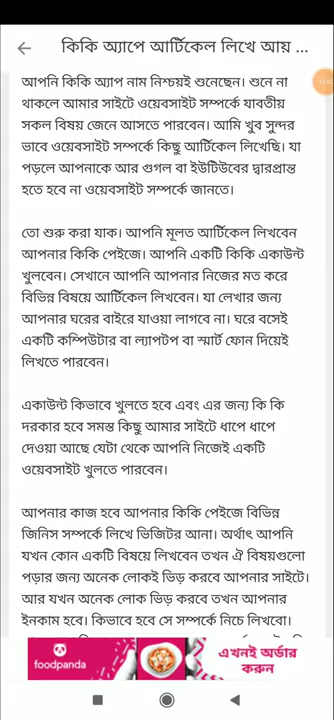 কিকি অ্যাপে আর্টিকেল লিখে আয় ...
আপনি কিকি অ্যাপ নাম নিশ্চয়ই শুনেছেন। শুনে না
থাকলে আমার সাইটে ওয়েবসাইট সম্পর্কে যাবতীয়
সকল বিষয় জেনে আসতে পারবেন। আমি খুব সুন্দর
ভাবে ওয়েবসাইট সম্পর্কে কিছু আর্টিকেল লিখেছি। যা
পড়লে আপনাকে আর গুগল বা ইউটিউবের দ্বারপ্রান্ত
হতে হবে না ওয়েবসাইট সম্পর্কে জানতে।
তো শুরু করা যাক। আপনি মূলত আর্টিকেল লিখবেন
আপনার কিকি পেইজে। আপনি একটি কিকি একাউন্ট
খুলবেন। সেখানে আপনি আপনার নিজের মত করে
বিভিন্ন বিষয়ে আর্টিকেল লিখবেন। যা লেখার জন্য
আপনার ঘরের বাইরে যাওয়া লাগবে না। ঘরে বসেই
একটি কম্পিউটার বা ল্যাপটপ বা স্মার্ট ফোন দিয়েই
লিখতে পারবেন।
একাউন্ট কিভাবে খুলতে হবে এবং এর জন্য কি কি
দরকার হবে সমস্ত কিছু আমার সাইটে ধাপে ধাপে
দেওয়া আছে যেটা থেকে আপনি নিজেই একটি
ওয়েবসাইট খুলতে পারবেন।
আপনার কাজ হবে আপনার কিকি পেইজে বিভিন্ন
জিনিস সম্পর্কে লিখে ভিজিটর আনা। অর্থাৎ আপনি
যখন কোন একটি বিষয়ে লিখবেন তখন ঐ বিষয়গুলো
পড়ার জন্য অনেক লোকই ভিড় করবে আপনার সাইটে।
আর যখন অনেক লোক ভিড় করবে তখন আপনার
ইনকাম হবে। কিভাবে হবে সে সম্পর্কে নিচে লিখবো।
foodpanda
এখনই অর্ডার
করুন